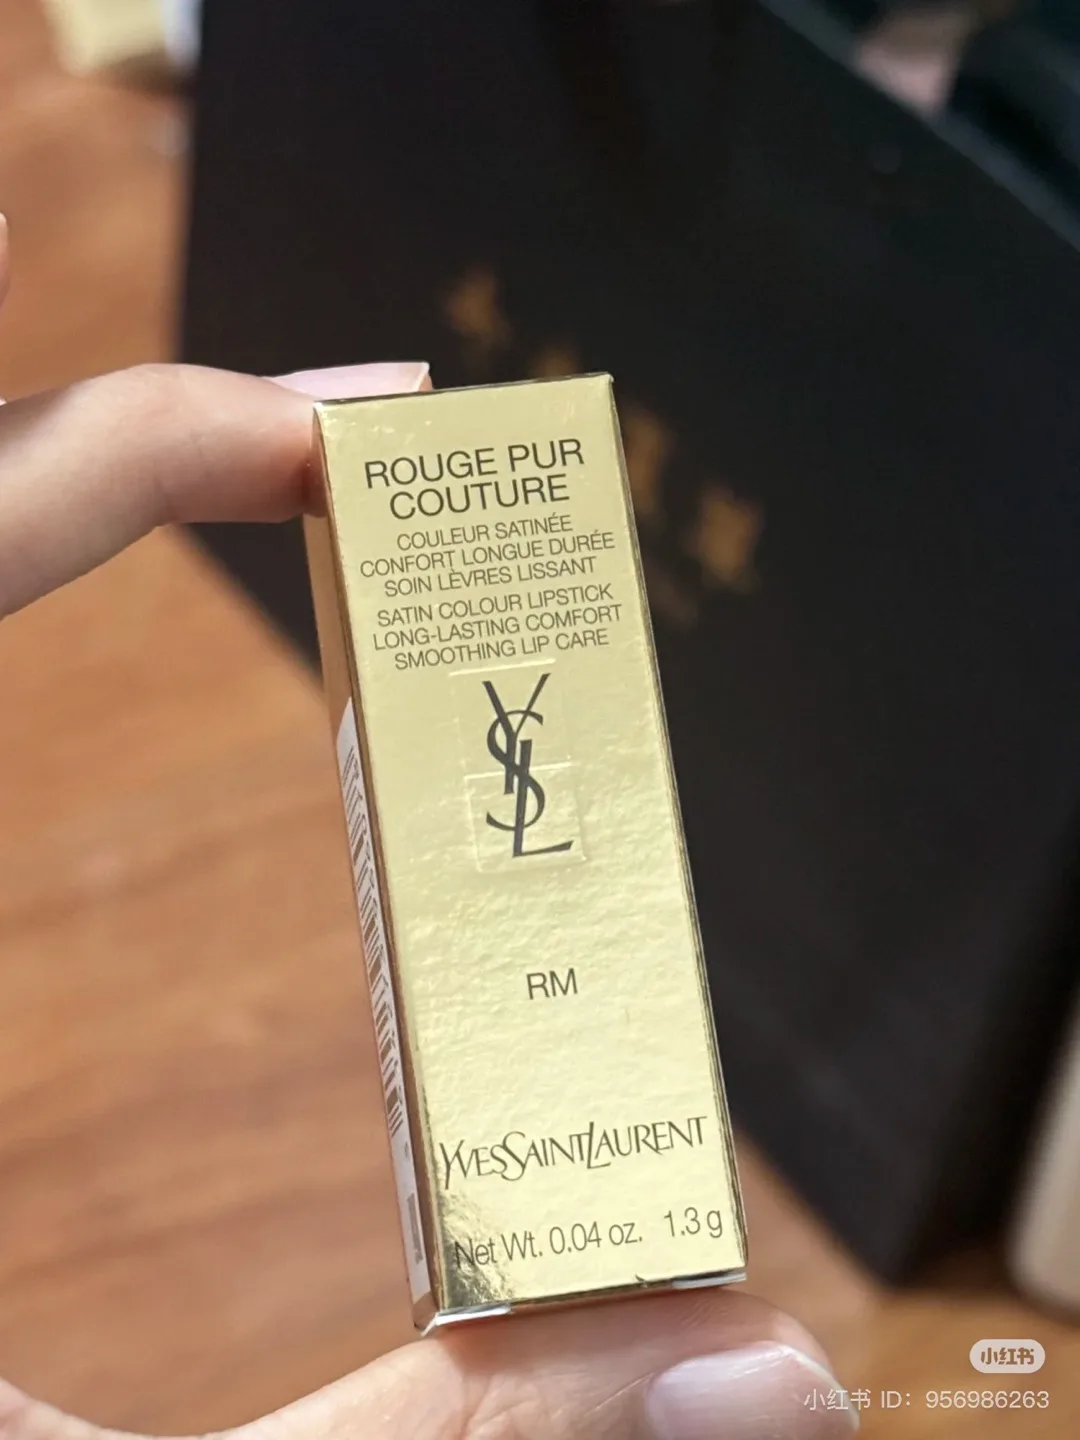 ROUGE PUR
COUTURE
COULEUR SATINÉE
CONFORT LONGUE DURÉE
SOIN LÈVRES LISSANT
SATIN COLOUR LIPSTICK
LONG-LASTING COMFORT
SMOOTHING LIP CARE
YSL
RM
YVESSAINTLAURENT
Net Wt. 0.04 oz. 1.3 g
小红书
小红书 ID: 956986263